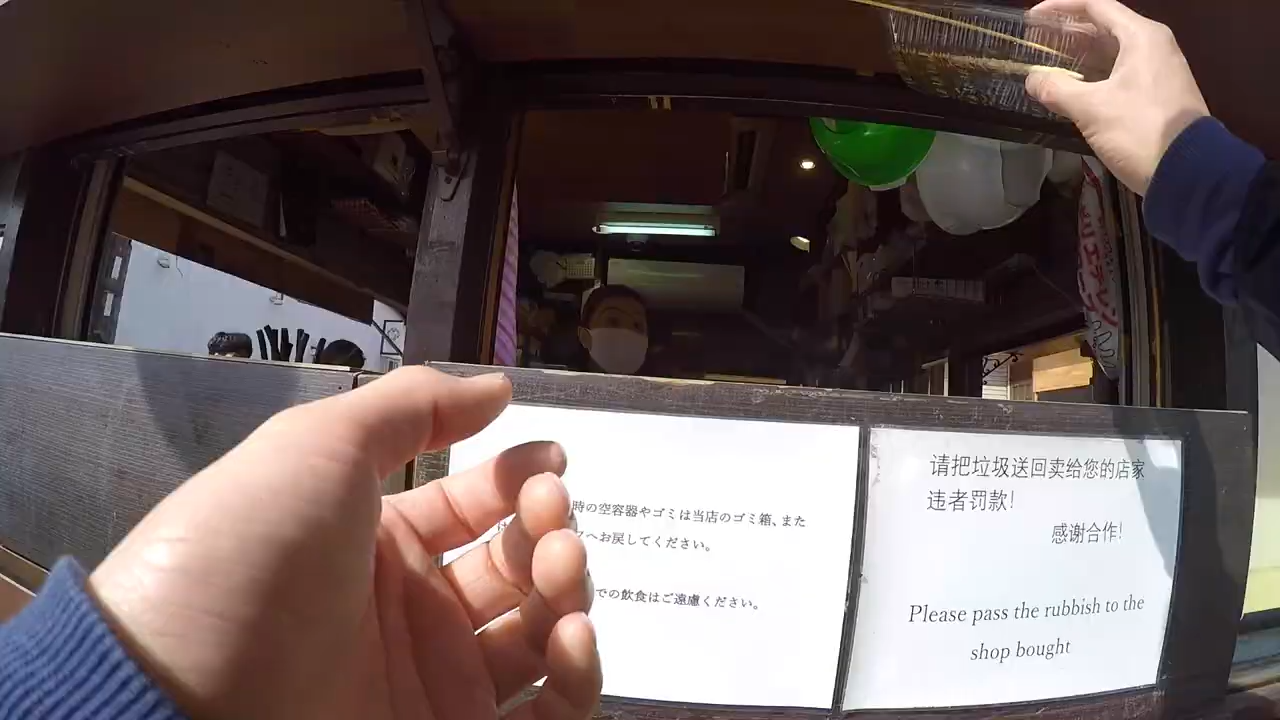 時の空容器やゴミは当店のゴミ箱、また
は
フへお戻してください。
での飲食はご遠慮ください。
请把垃圾送回卖给您的店家
违者罚款!
感谢合作!
Please pass the rubbish to the
shop bought